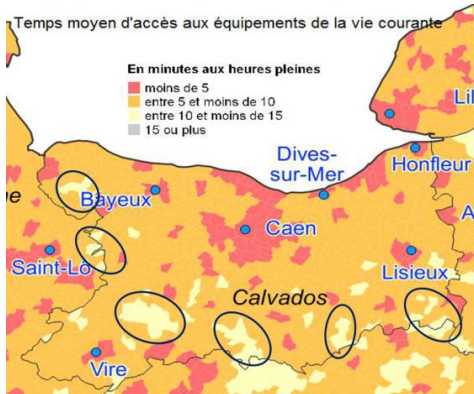 Temps moyen d'accès aux équipements de la vie courante
En minutes aux heures pleines
moins de 5
entre 5 et moins de 10
entre 10 et moins de 15
15 ou plus
Dives-
sur-Mer
Honfleur
Bayeux
Caen
Saint-Lô
Lisieux
Calvados
Vire